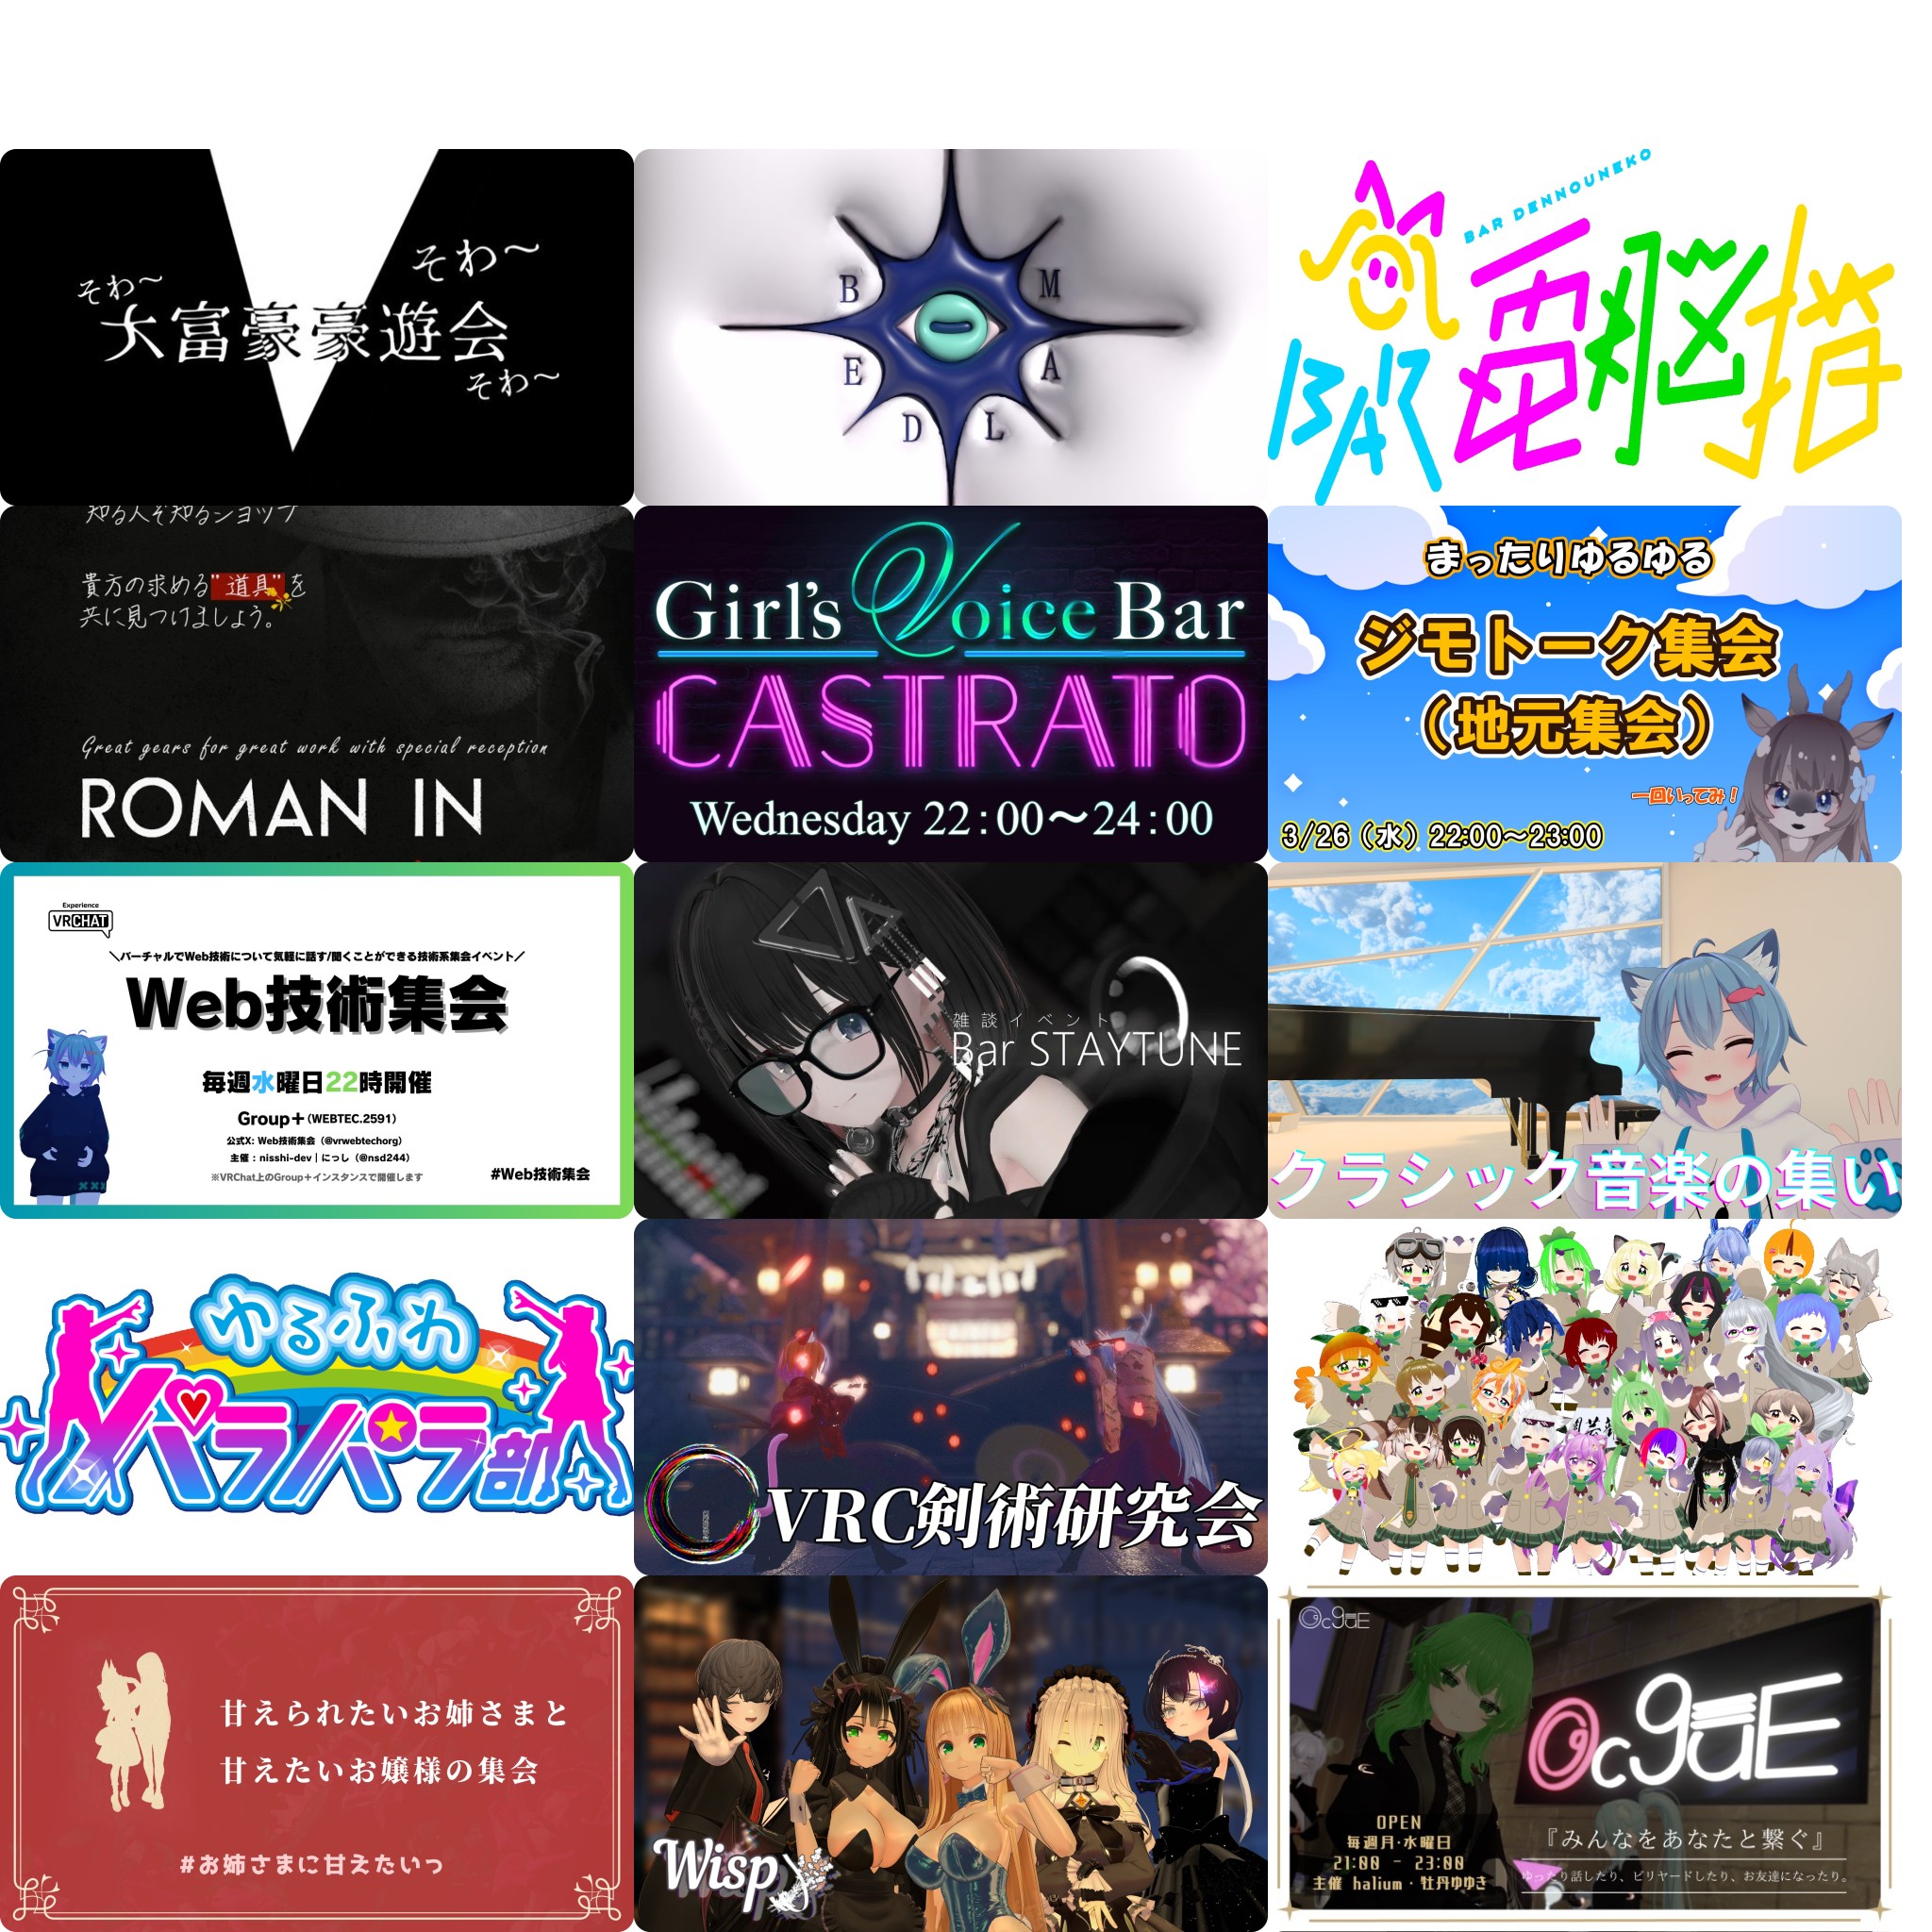 そわ～
そわ～
大富豪豪遊会
そわ～
B M
E A
D L
BAR DENNOUNEKO
BAR 電脳猫
知る人ぞ知るショップ
貴方の求める"道具"を
共に見つけましょう。
Great gears for great work with special reception
ROMAN IN
Girl's Voice Bar
CASTRATO
Wednesday 22:00～24:00
まったりゆるゆる
ジモトーク集会
（地元集会）
一回いってみ！
3/26（水）22:00～23:00
Experience
VRCHAT
＼バーチャルでWeb技術について気軽に話す/聞くことができる技術系集会イベント／
Web技術集会
毎週水曜日22時開催
Group＋(WEBTEC.2591)
公式X: Web技術集会（@vrwebtechorg）
主催：nisshi-dev｜にっし（@nsd244）
※VRChat上のGroup＋インスタンスで開催します
#Web技術集会
雑談イベント
Bar STAYTUNE
クラシック音楽の集い
ゆるふわ
パラパラ部
VRC剣術研究会
甘えられたいお姉さまと
甘えたいお嬢様の集会
#お姉さまに甘えたいっ
Wisp
OcguE
OcguE
OPEN
毎週月・水曜日
21:00 - 23:00
主催 halium・牡丹ゆゆき
『みんなをあなたと繋ぐ』
ゆったり話したり、ビリヤードしたり、お友達になったり。